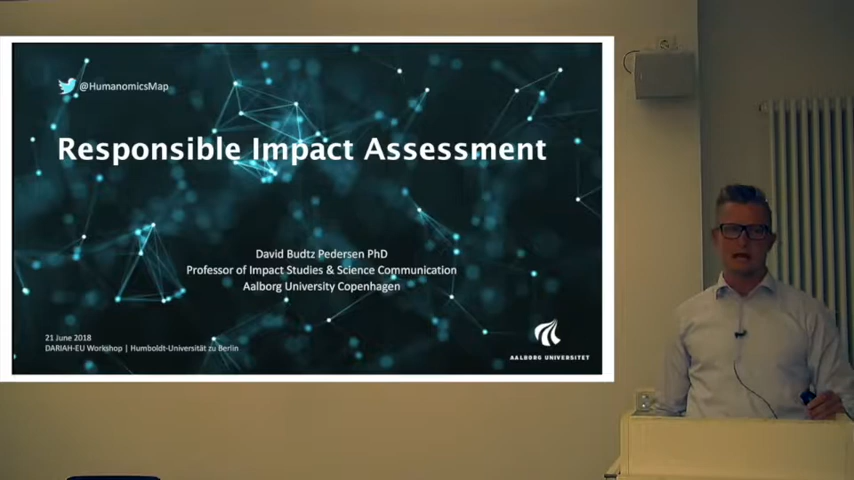 @HumanomicsMap
Responsible Impact Assessment
David Budtz Pedersen PhD
Professor of Impact Studies & Science Communication
Aalborg University Copenhagen
21 June 2018
DARIAH-EU Workshop | Humboldt-Universität zu Berlin
AALBORG UNIVERSITET